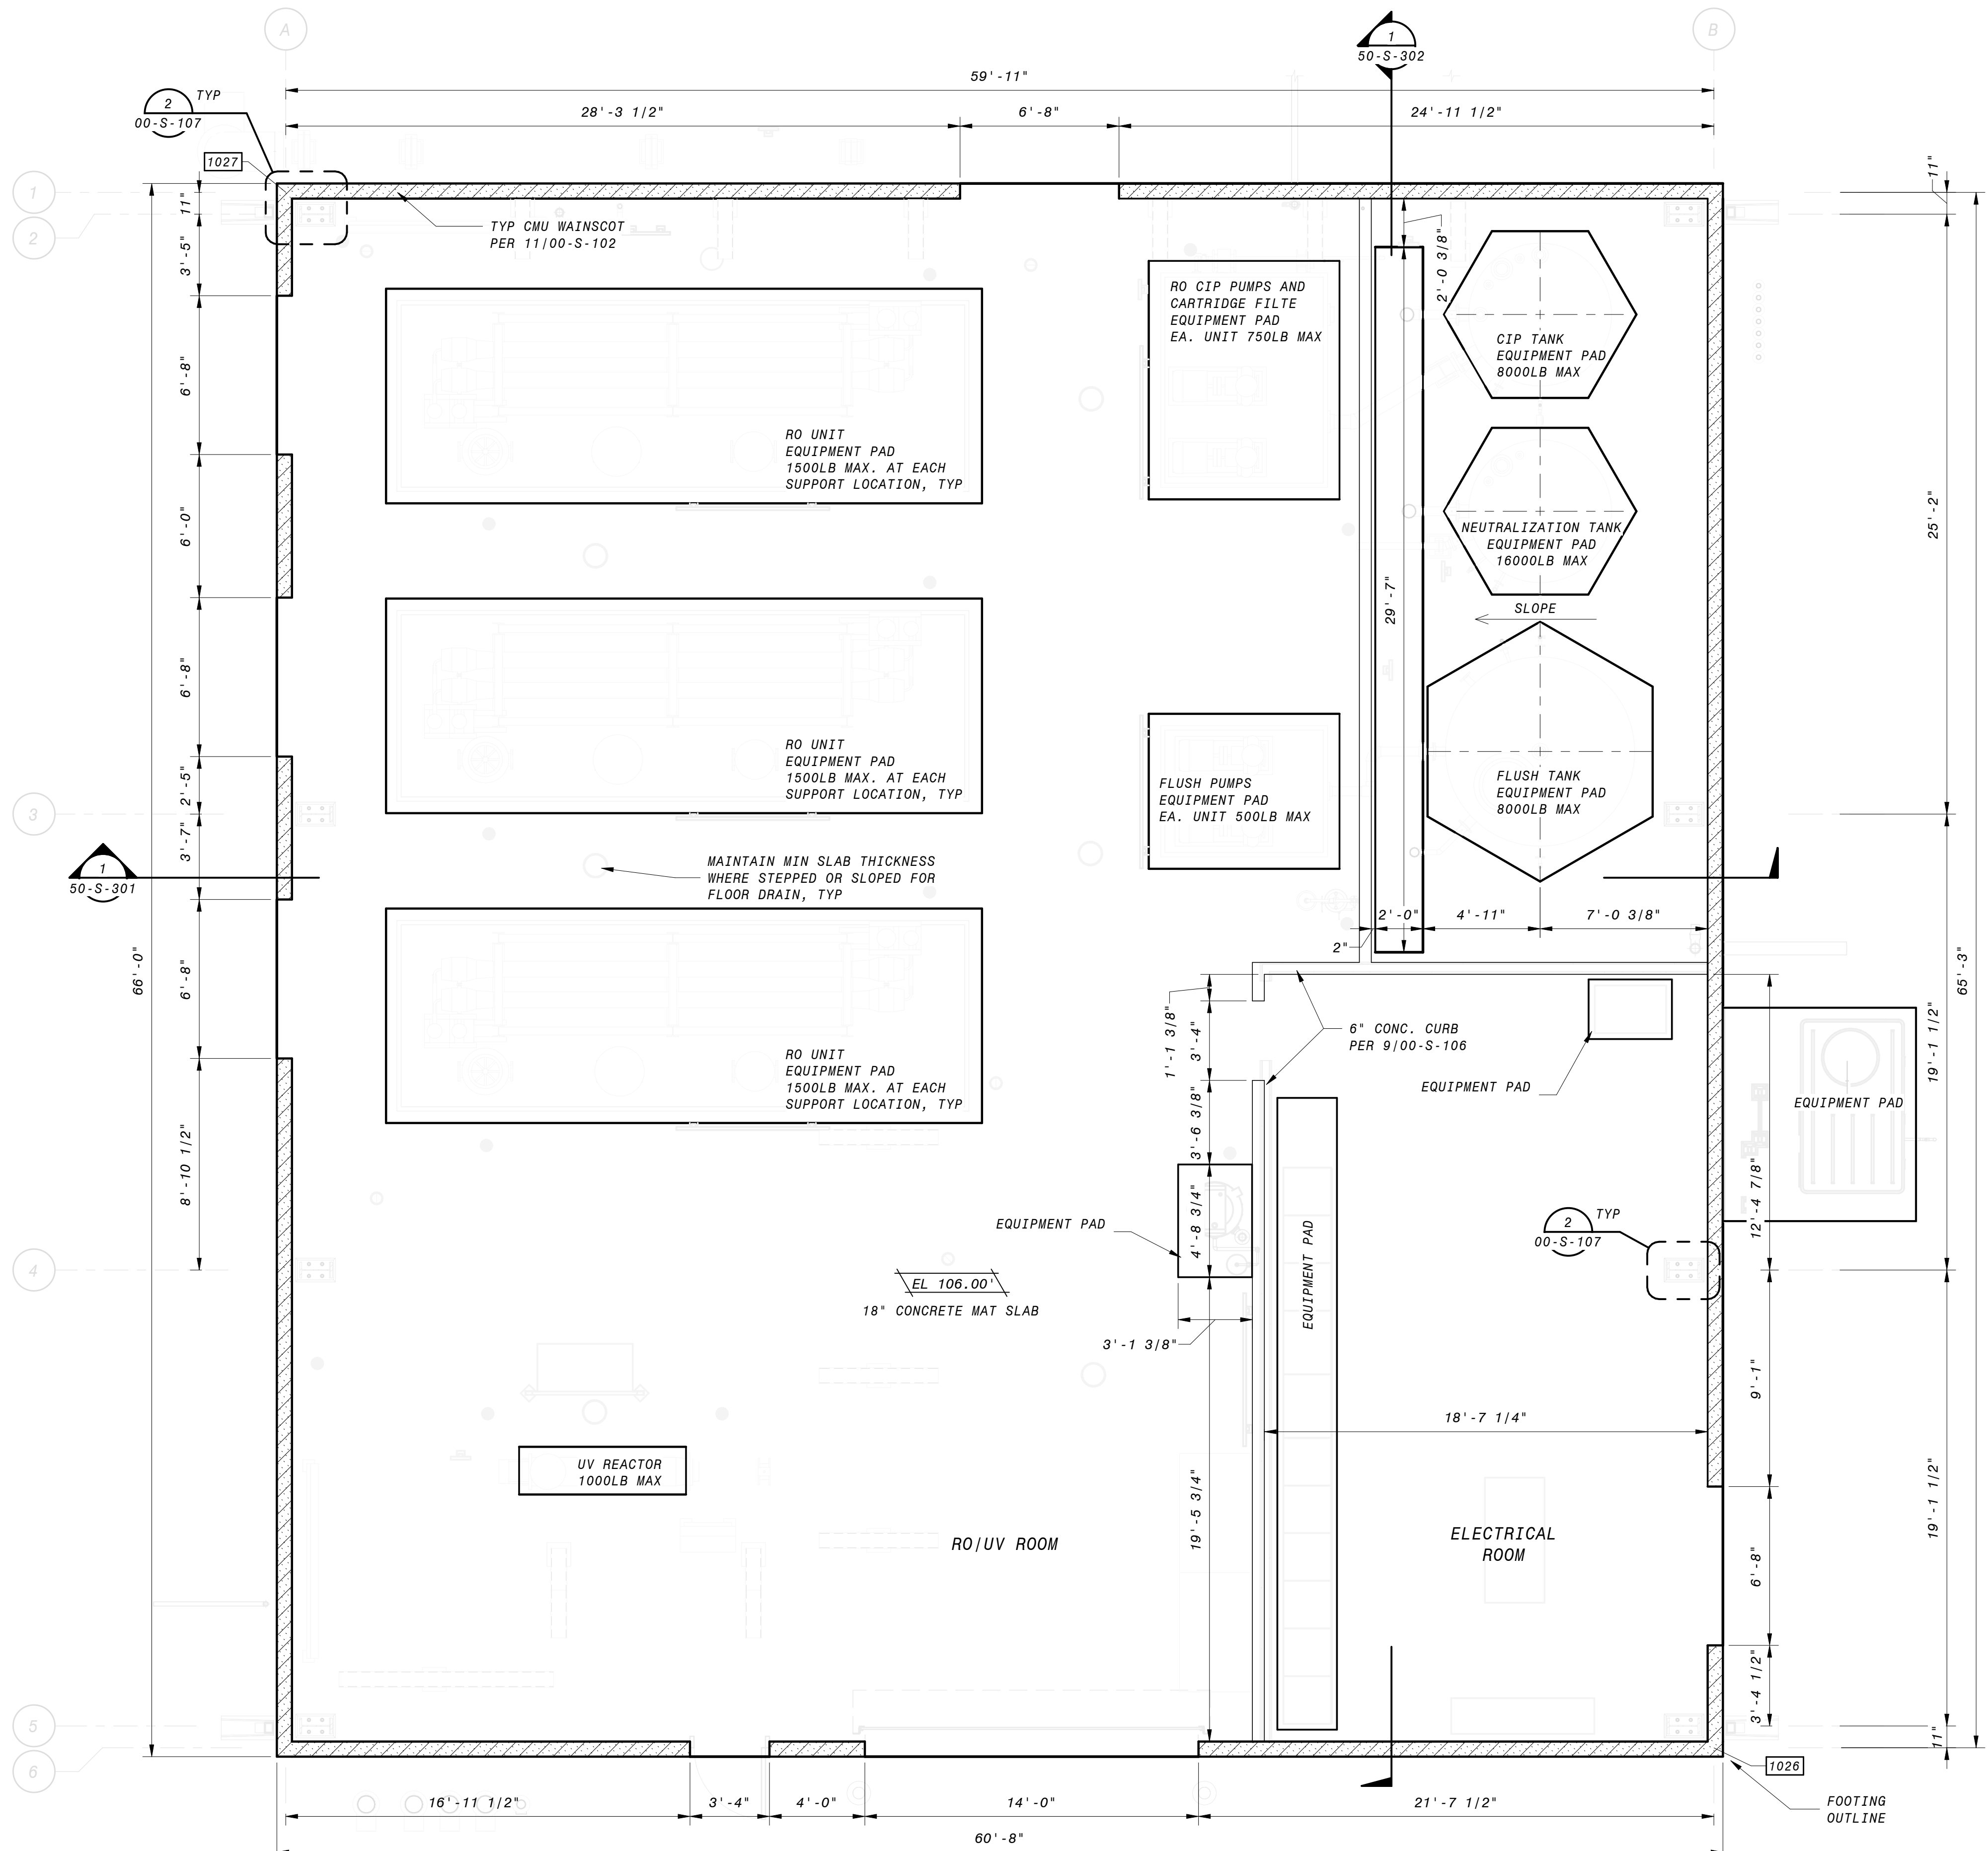 A
B
1
50-S-302
59'-11"
2
TYP
00-S-107
28'-3 1/2"
6'-8"
24'-11 1/2"
1027
1
2
11"
3'-5"
6'-8"
6'-0"
6'-8"
2'-5"
3'-7"
6'-8"
8'-10 1/2"
66'-0"
3
4
5
6
1
50-S-301
TYP CMU WAINSCOT
PER 11/00-S-102
RO UNIT
EQUIPMENT PAD
1500LB MAX. AT EACH
SUPPORT LOCATION, TYP
RO UNIT
EQUIPMENT PAD
1500LB MAX. AT EACH
SUPPORT LOCATION, TYP
MAINTAIN MIN SLAB THICKNESS
WHERE STEPPED OR SLOPED FOR
FLOOR DRAIN, TYP
RO UNIT
EQUIPMENT PAD
1500LB MAX. AT EACH
SUPPORT LOCATION, TYP
RO CIP PUMPS AND
CARTRIDGE FILTE
EQUIPMENT PAD
EA. UNIT 750LB MAX
FLUSH PUMPS
EQUIPMENT PAD
EA. UNIT 500LB MAX
2'-0 3/8"
29'-7"
CIP TANK
EQUIPMENT PAD
8000LB MAX
NEUTRALIZATION TANK
EQUIPMENT PAD
16000LB MAX
SLOPE
FLUSH TANK
EQUIPMENT PAD
8000LB MAX
2'-0"
4'-11"
7'-0 3/8"
2"
1'-1 3/8"
3'-4"
3'-6 3/8"
4'-8 3/4"
19'-5 3/4"
6" CONC. CURB
PER 9/00-S-106
EQUIPMENT PAD
EQUIPMENT PAD
EQUIPMENT PAD
EQUIPMENT PAD
3'-1 3/8"
EL 106.00'
18" CONCRETE MAT SLAB
2
TYP
00-S-107
18'-7 1/4"
UV REACTOR
1000LB MAX
RO/UV ROOM
ELECTRICAL
ROOM
11"
25'-2"
19'-1 1/2"
65'-3"
12'-4 7/8"
9'-1"
19'-1 1/2"
6'-8"
3'-4 1/2"
11"
1026
FOOTING
OUTLINE
16'-11 1/2"
3'-4"
4'-0"
14'-0"
21'-7 1/2"
60'-8"